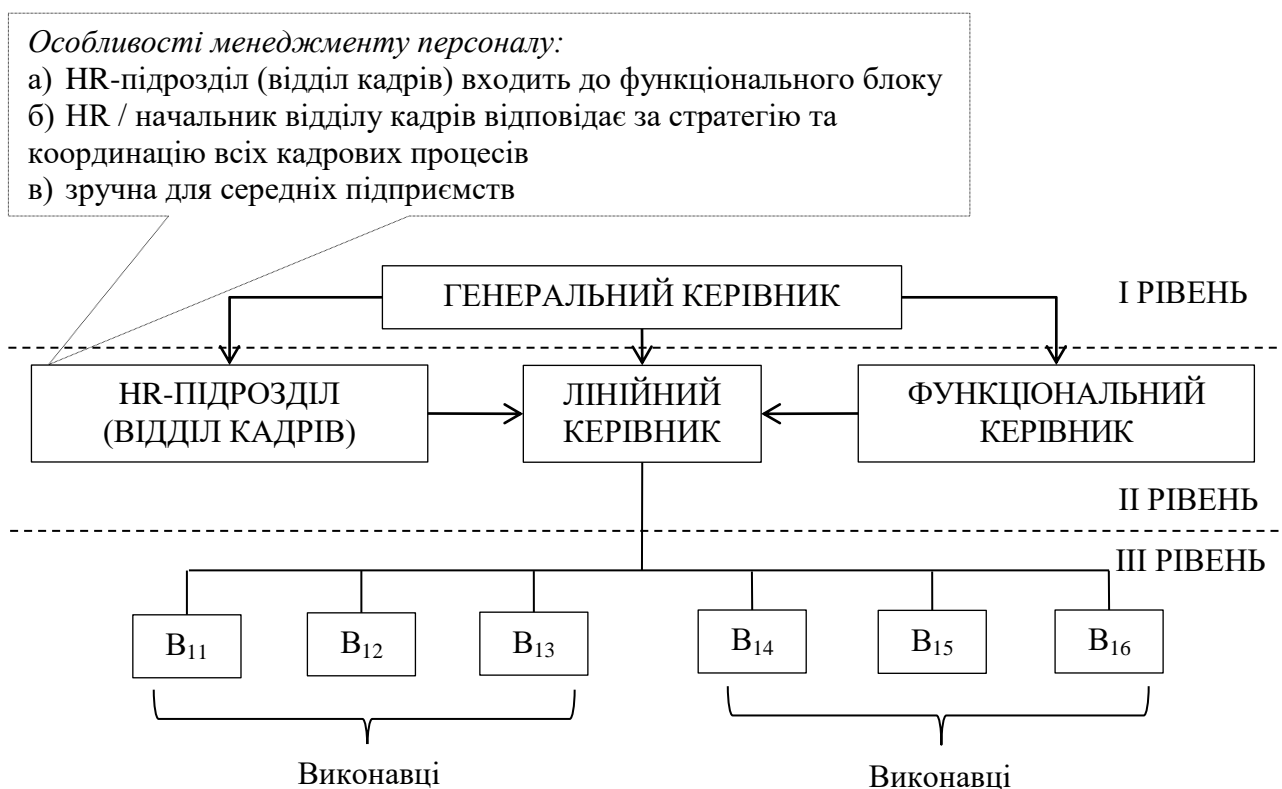 Особливості менеджменту персоналу:
а) HR-підрозділ (відділ кадрів) входить до функціонального блоку
б) HR / начальник відділу кадрів відповідає за стратегію та
координацію всіх кадрових процесів
в) зручна для середніх підприємств
ГЕНЕРАЛЬНИЙ КЕРІВНИК
І РІВЕНЬ
HR-ПІДРОЗДІЛ
(ВІДДІЛ КАДРІВ)
ЛІНІЙНИЙ
КЕРІВНИК
ФУНКЦІОНАЛЬНИЙ
КЕРІВНИК
ІІ РІВЕНЬ
ІІІ РІВЕНЬ
В11
В12
В13
В14
В15
В16
Виконавці
Виконавці